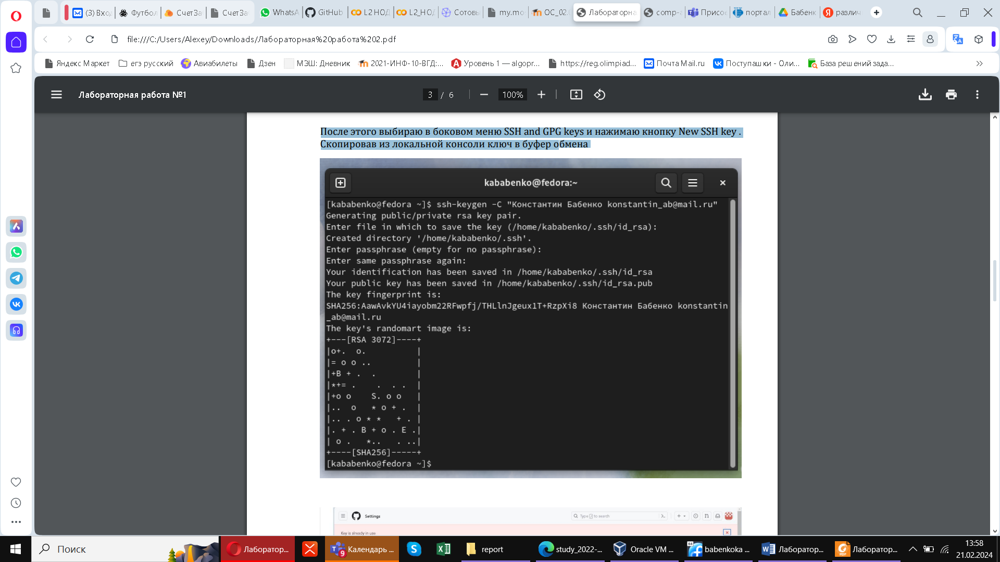 (3) Вход
Футбол
СчетЗа
СчетЗа
WhatsA
GitHub
L2 НОД
L2_НОД
Сотовы
my.mos
ОС_02.
Лабораторна
comp-a
Присое
портал
Бабенк
различ
file:///C:/Users/Alexey/Downloads/Лабораторная%20работа%202.pdf
Яндекс Маркет
егэ русский
Авиабилеты
Дзен
МЭШ: Дневник
2021-ИНФ-10-ВГД:...
Уровень 1 — algopr...
https://reg.olimpiad...
Почта Mail.ru
Поступашки - Оли...
База решений зада...
Лабораторная работа №1
3 / 6
100%
После этого выбираю в боковом меню SSH and GPG keys и нажимаю кнопку New SSH key .
Скопировав из локальной консоли ключ в буфер обмена
kababenko@fedora:~
[kababenko@fedora ~]$ ssh-keygen -C "Константин Бабенко konstantin_ab@mail.ru"
Generating public/private rsa key pair.
Enter file in which to save the key (/home/kababenko/.ssh/id_rsa):
Created directory '/home/kababenko/.ssh'.
Enter passphrase (empty for no passphrase):
Enter same passphrase again:
Your identification has been saved in /home/kababenko/.ssh/id_rsa
Your public key has been saved in /home/kababenko/.ssh/id_rsa.pub
The key fingerprint is:
SHA256:AawAvkYU4iayobm22RFwpfj/THLlnJgeux1T+RzpXi8 Константин Бабенко konstantin
_ab@mail.ru
The key's randomart image is:
+---[RSA 3072]----+
|o+.  o.          |
|= o o ..         |
|+B + .  .        |
|*+= .    .  . .  |
|+o o    S. o o   |
|..  o   * o + .  |
|.. . o * *   + . |
|. + . B + o . E .|
| o .   *..   . ..|
+----[SHA256]-----+
[kababenko@fedora ~]$
Settings
Type / to search
Key is already in use
Поиск
Лаборатор...
Календарь ...
9
report
study_2022-...
Oracle VM ...
babenkoka ...
Лаборатор...
Лаборатор...
13:58
21.02.2024